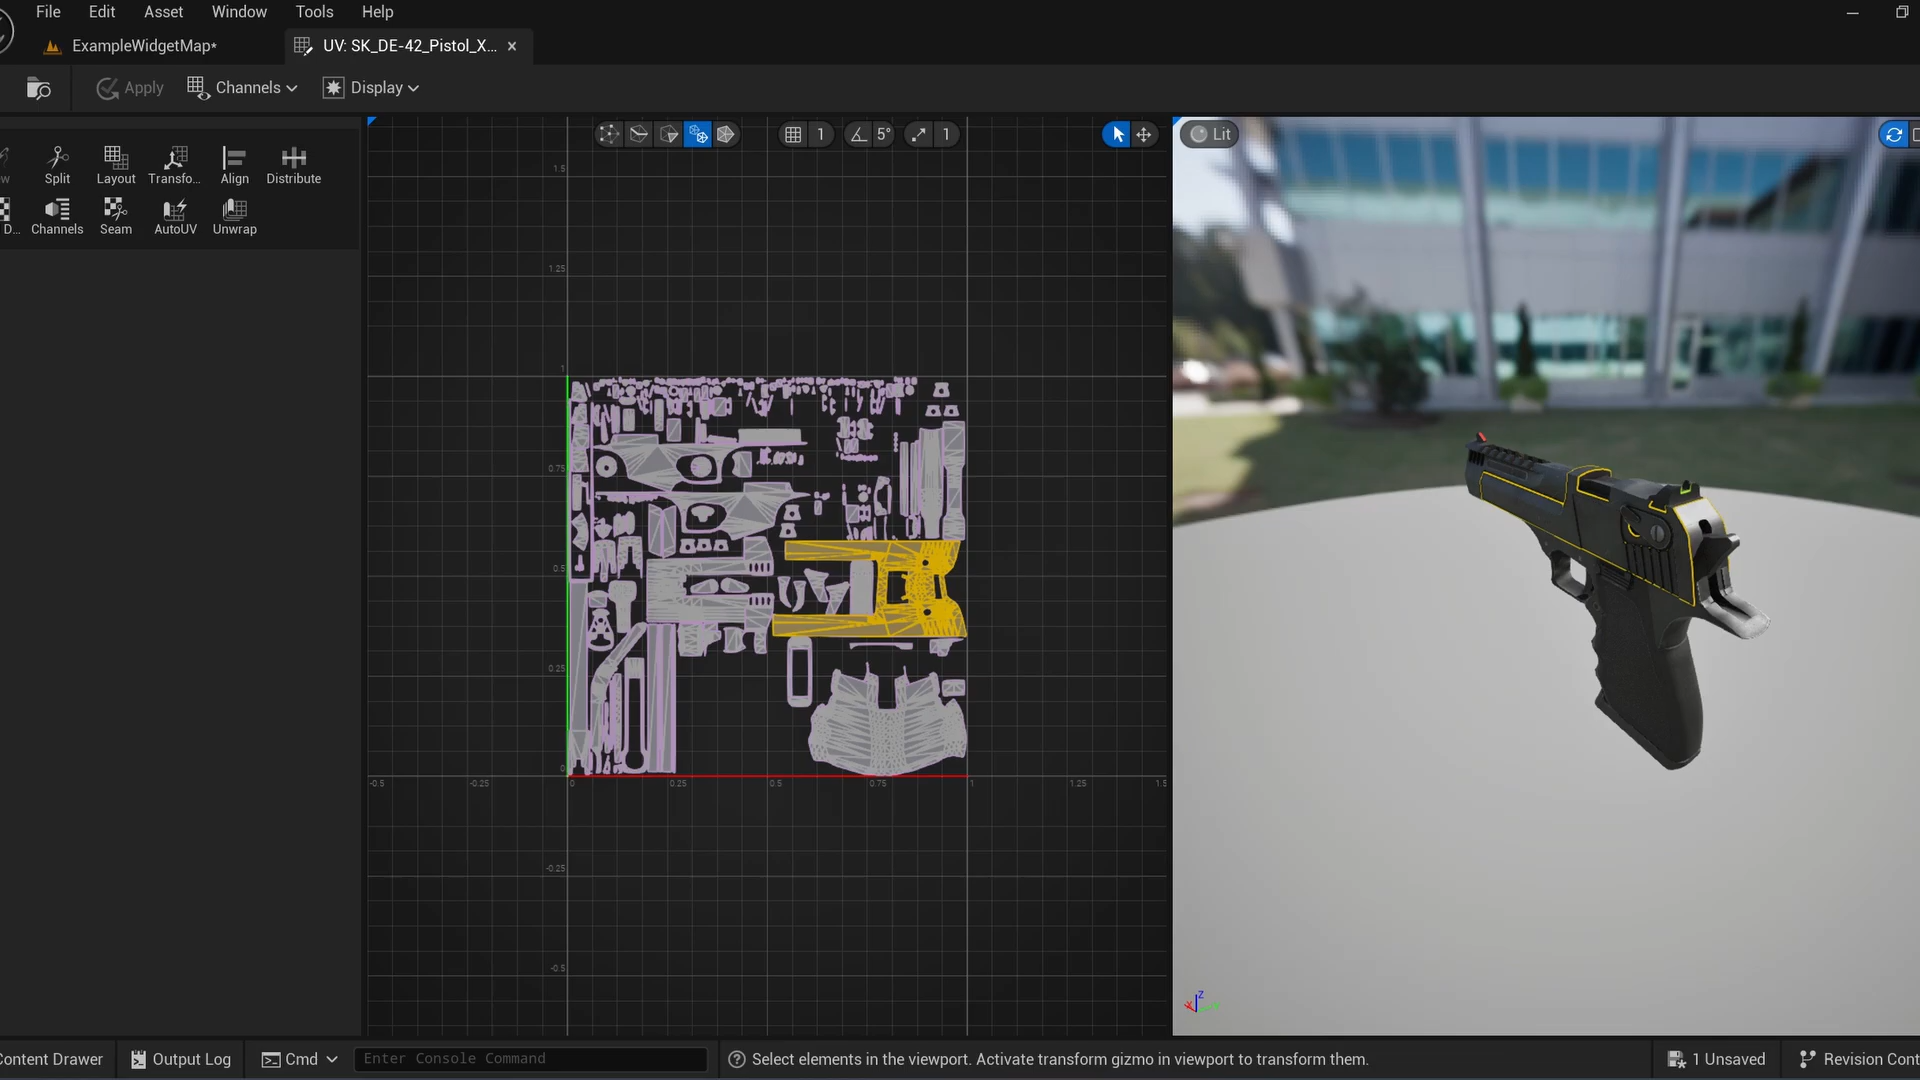 File Edit Asset Window Tools Help
ExampleWidgetMap*
UV: SK_DE-42_Pistol_X...
Apply Channels Display
Split Layout Transfo... Align Distribute
D... Channels Seam AutoUV Unwrap
1 5° 1
Lit
1.5
1.25
1
0.75
0.5
0.25
0
-0.5 -0.25 0 0.25 0.5 0.75 1 1.25 1.5
-0.25
-0.5
Z
Content Drawer Output Log Cmd Enter Console Command Select elements in the viewport. Activate transform gizmo in viewport to transform them. 1 Unsaved Revision Cont